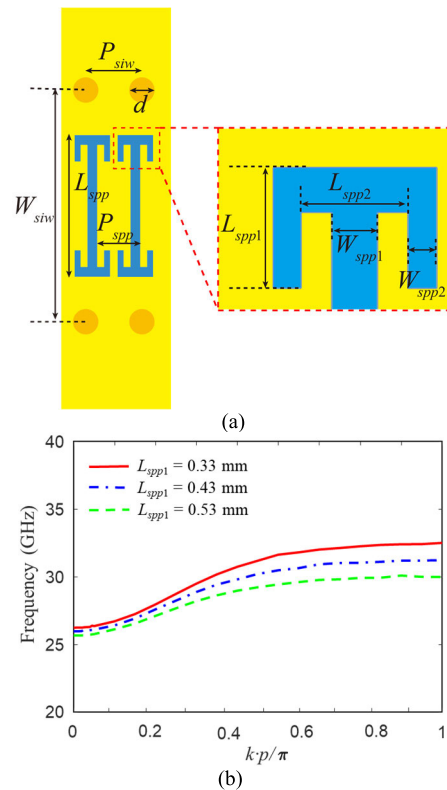 P_siw
d
L_spp
W_siw
P_spp
L_spp2
L_spp1
W_spp1
W_spp2
(a)
40
L_spp1 = 0.33 mm
L_spp1 = 0.43 mm
L_spp1 = 0.53 mm
35
30
25
20
Frequency (GHz)
0 0.2 0.4 0.6 0.8 1
k·p/π
(b)